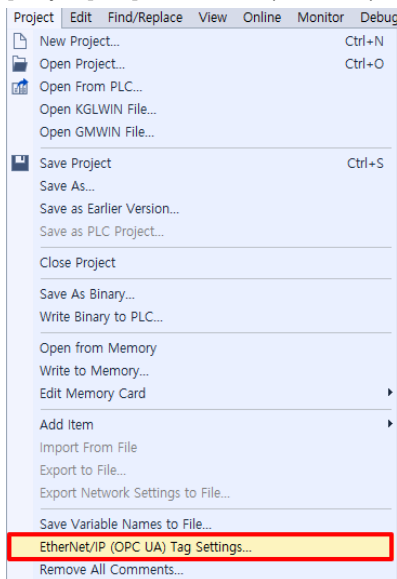 Project Edit Find/Replace View Online Monitor Debug
New Project... Ctrl+N
Open Project... Ctrl+O
Open From PLC...
Open KGLWIN File...
Open GMWIN File...
Save Project Ctrl+S
Save As...
Save as Earlier Version...
Save as PLC Project...
Close Project
Save As Binary...
Write Binary to PLC...
Open from Memory
Write to Memory...
Edit Memory Card
Add Item
Import From File
Export to File...
Export Network Settings to File...
Save Variable Names to File...
EtherNet/IP (OPC UA) Tag Settings...
Remove All Comments...